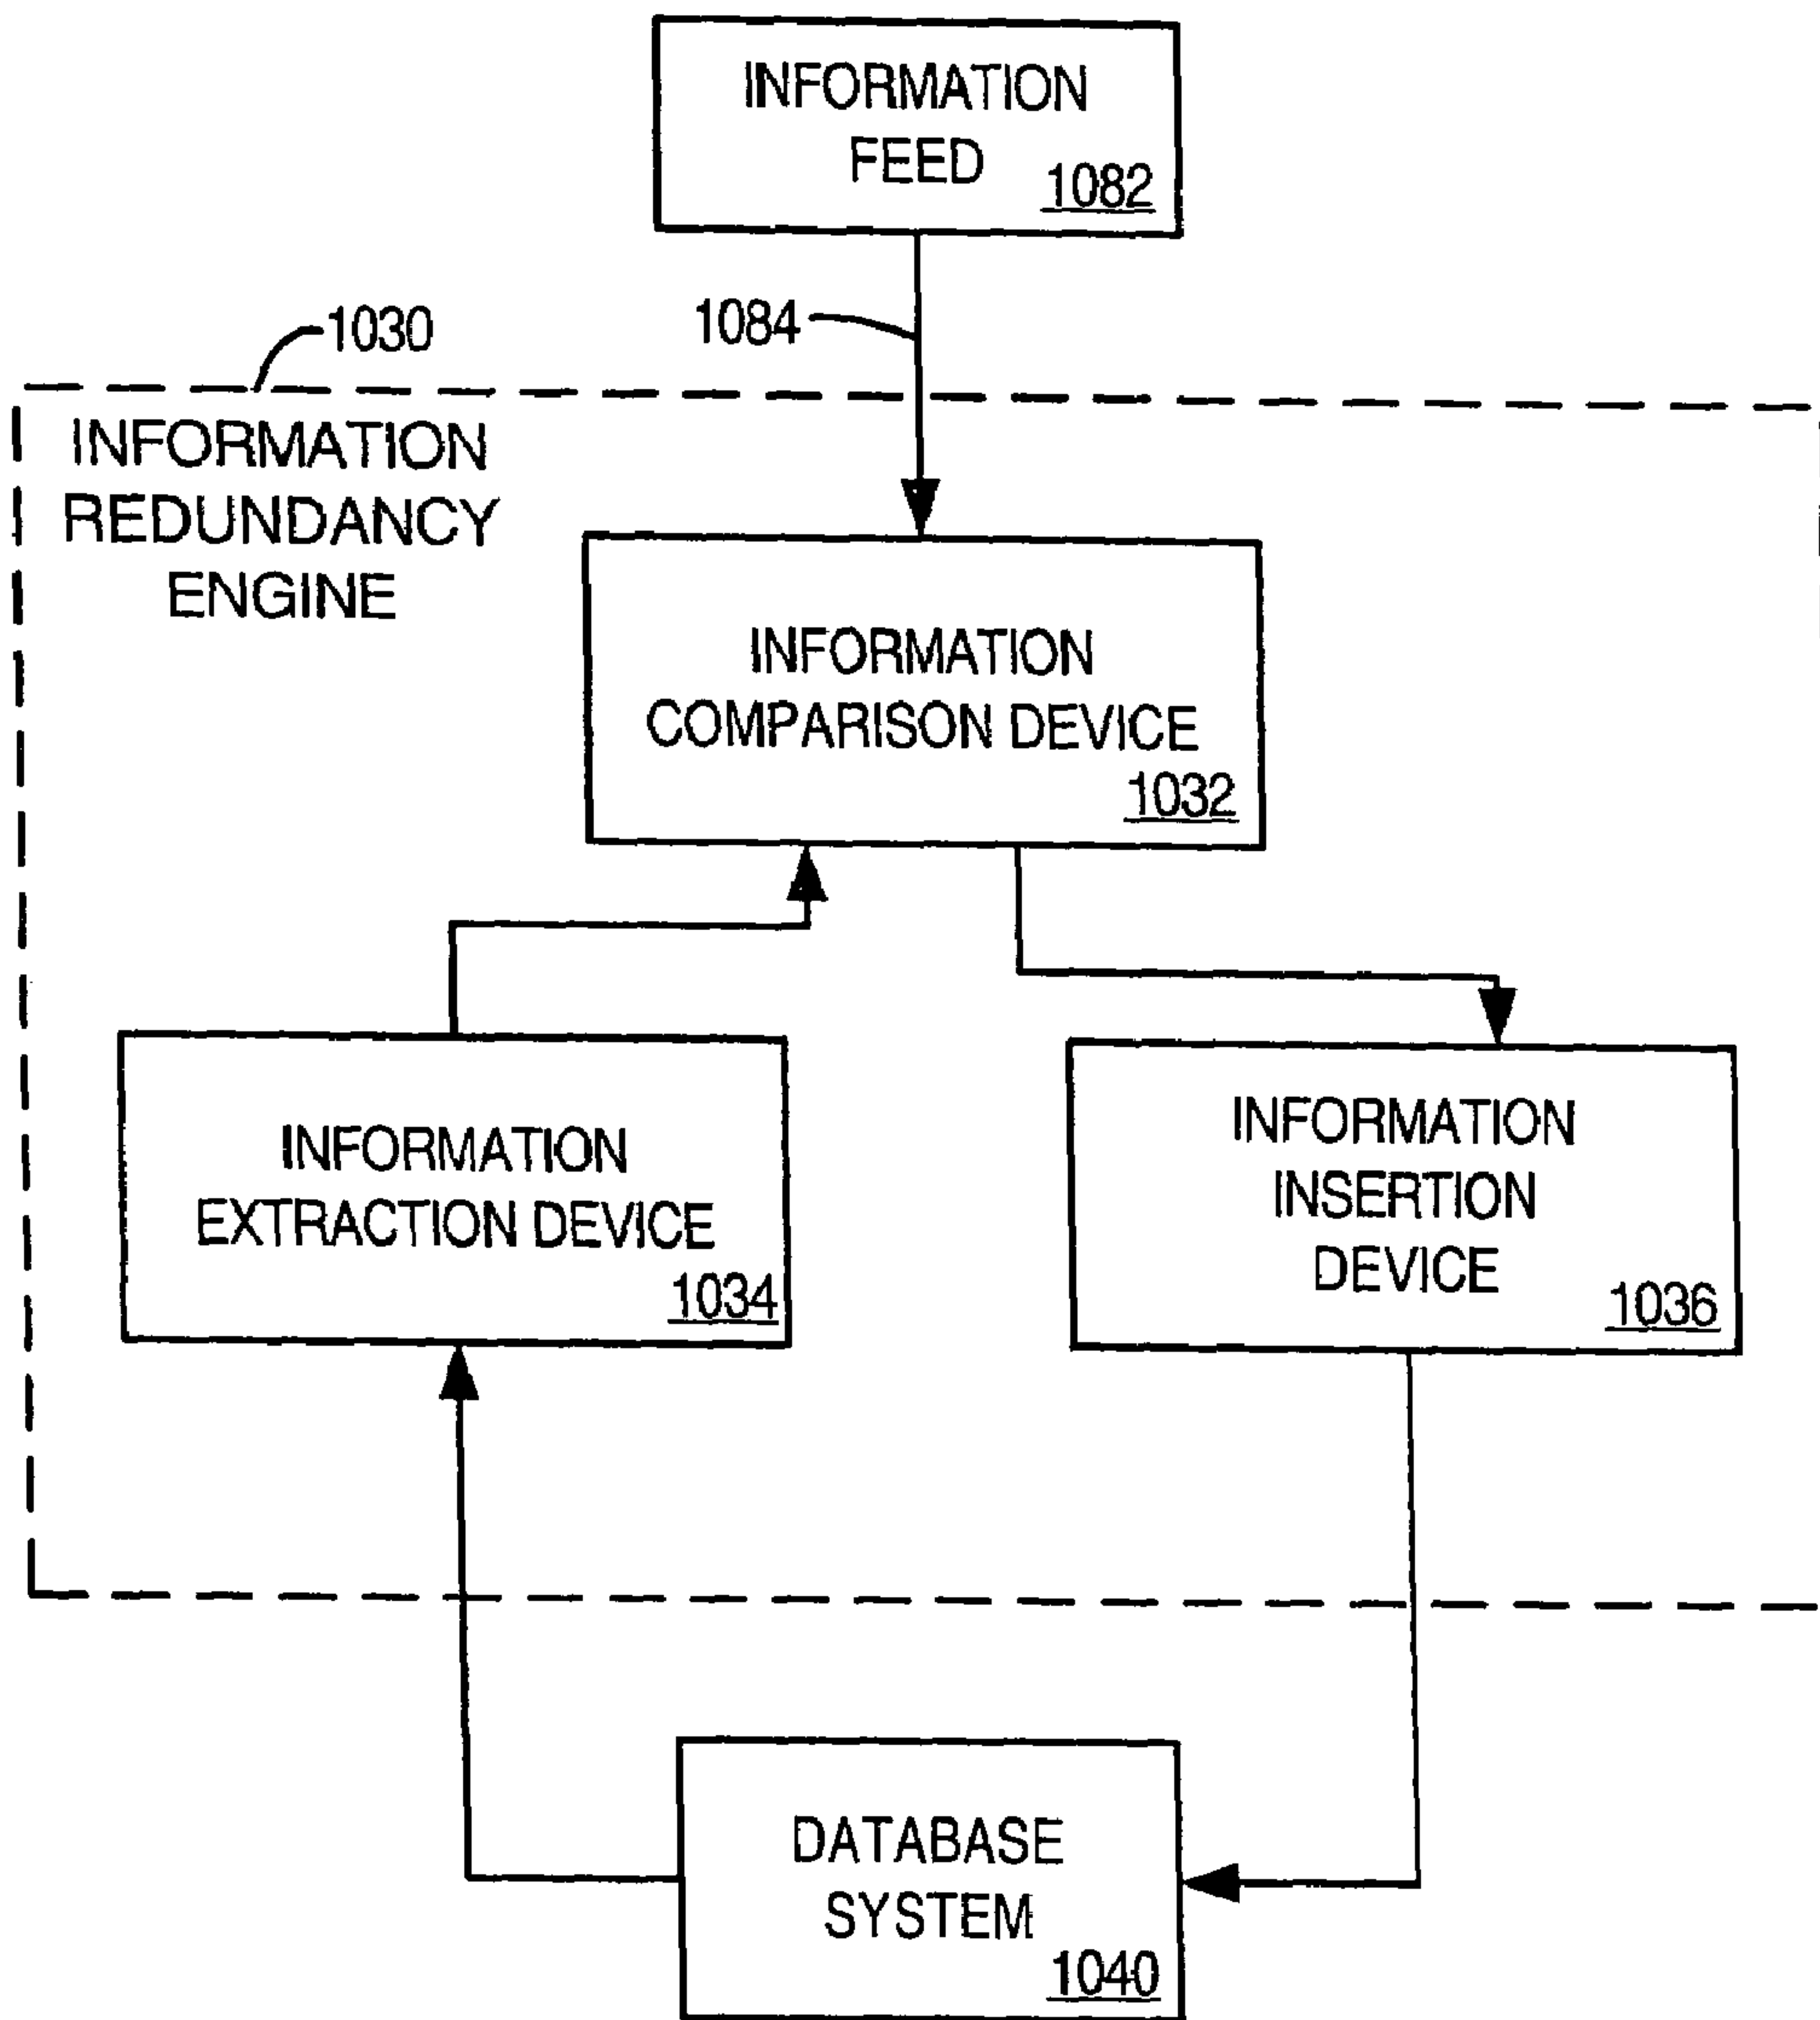 INFORMATION
FEED
1082
1084
1030
INFORMATION
REDUNDANCY
ENGINE
INFORMATION
COMPARISON DEVICE
1032
INFORMATION
EXTRACTION DEVICE
1034
INFORMATION
INSERTION
DEVICE
1036
DATABASE
SYSTEM
1040